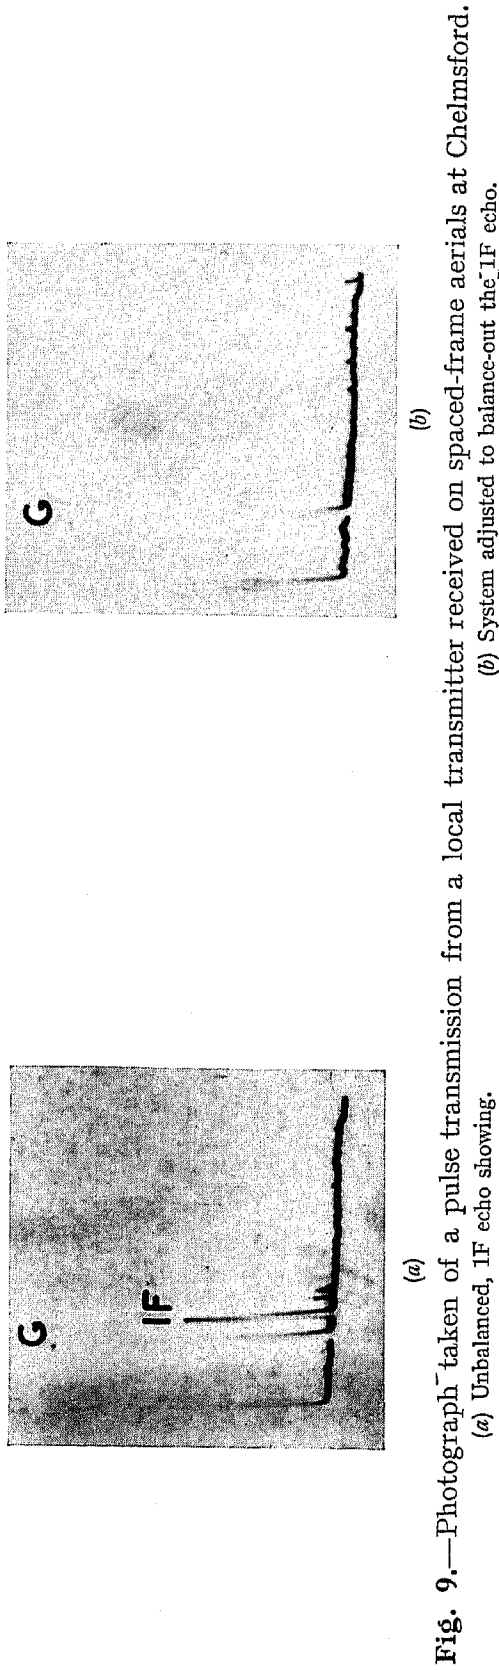 G
IF
(a)
G
(b)
Fig. 9.—Photograph taken of a pulse transmission from a local transmitter received on spaced-frame aerials at Chelmsford.
(a) Unbalanced, 1F echo showing.
(b) System adjusted to balance-out the 1F echo.